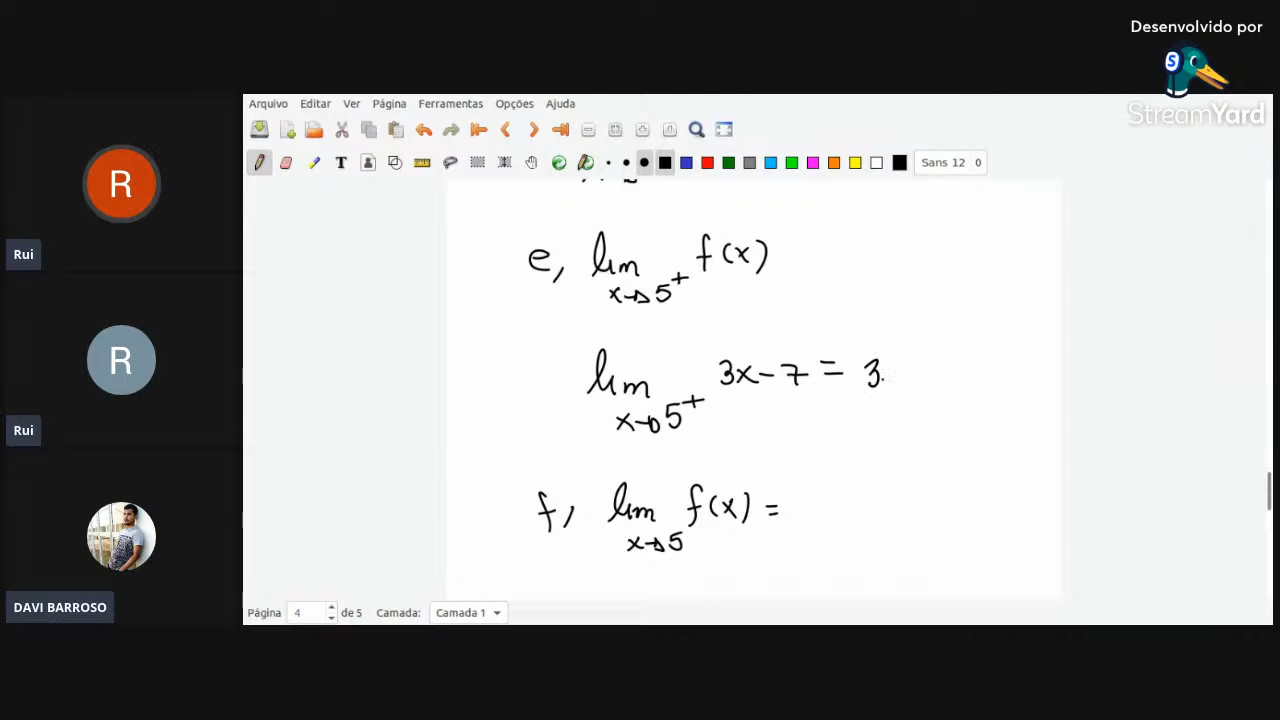 Desenvolvido por
S
StreamYard
Arquivo Editar Ver Página Ferramentas Opções Ajuda
T Sans 12 0
R
Rui
R
Rui
DAVI BARROSO
e, lim f(x)
x→5⁺
lim 3x-7 = 3.
x→5⁺
f, lim f(x) =
x→5
Página 4 de 5 Camada: Camada 1